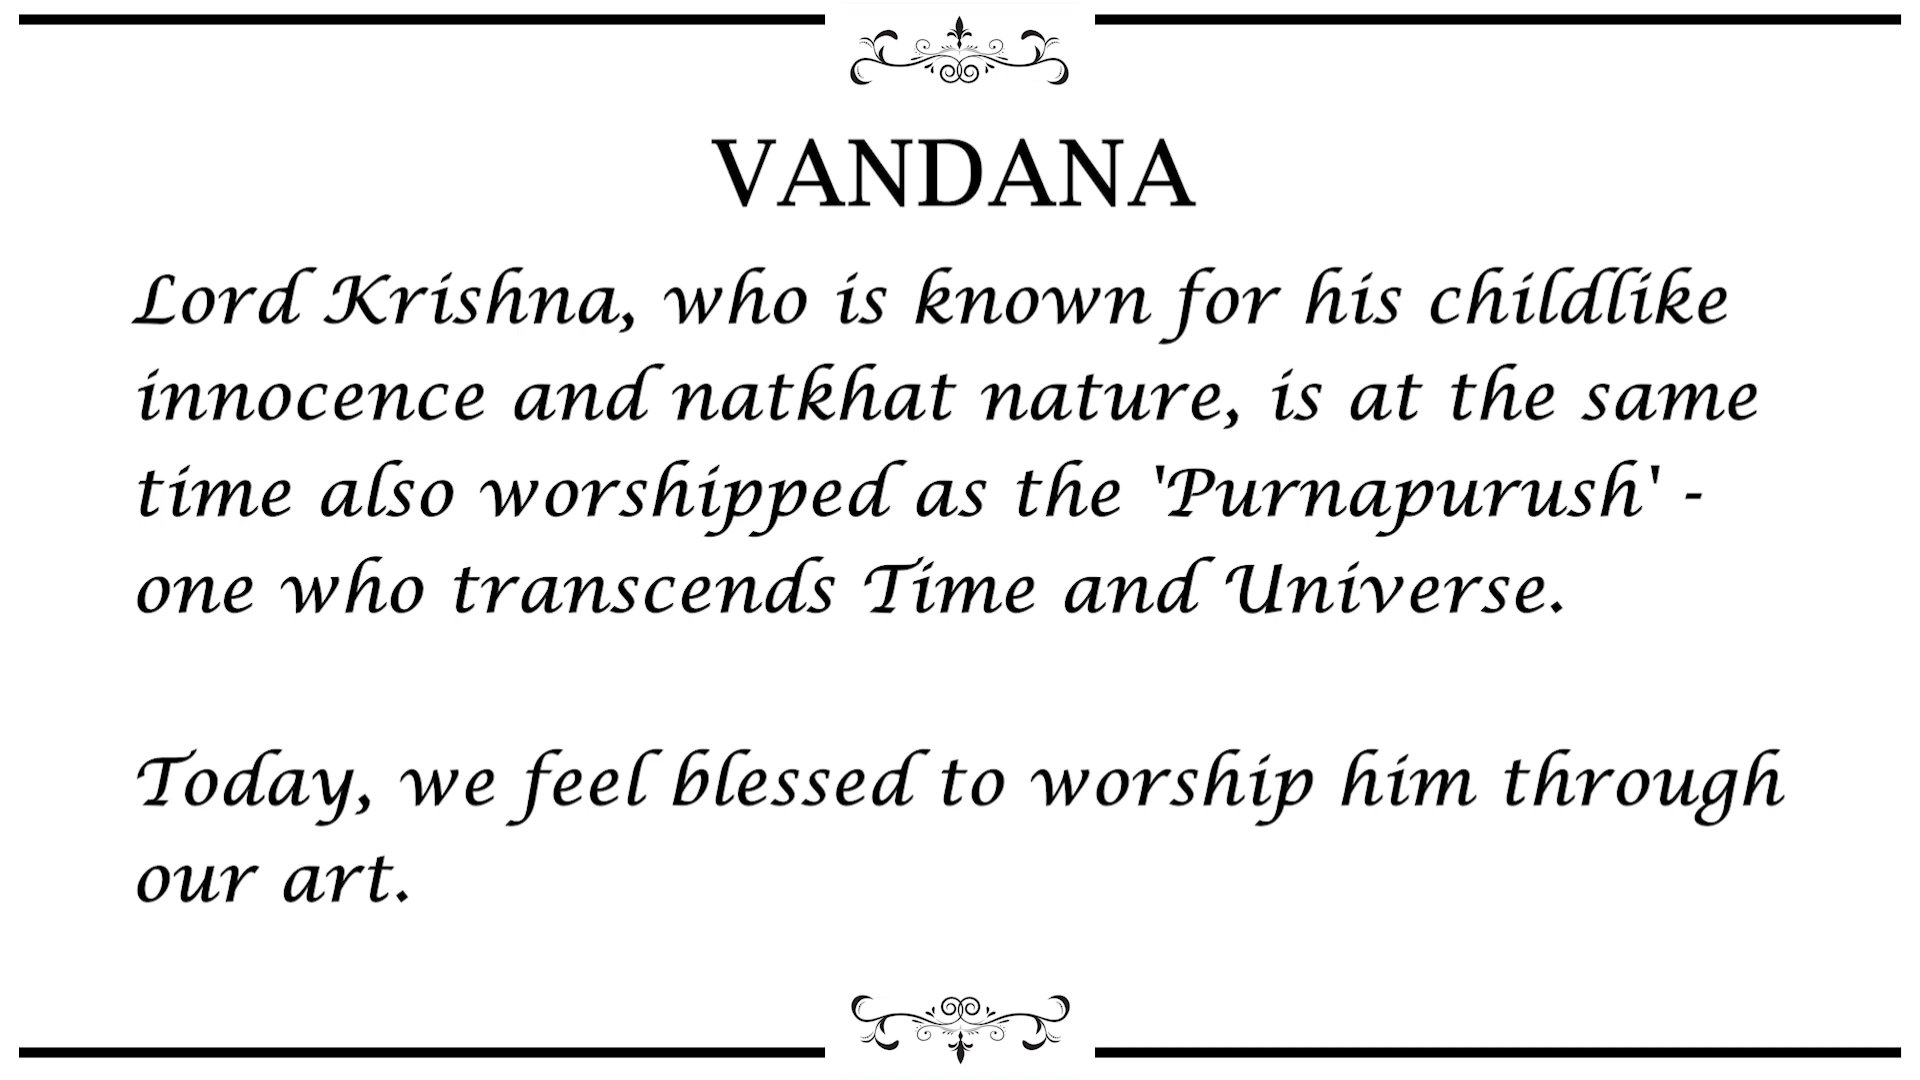 VANDANA
Lord Krishna, who is known for his childlike
innocence and natkhat nature, is at the same
time also worshipped as the 'Purnapurush' -
one who transcends Time and Universe.
Today, we feel blessed to worship him through
our art.